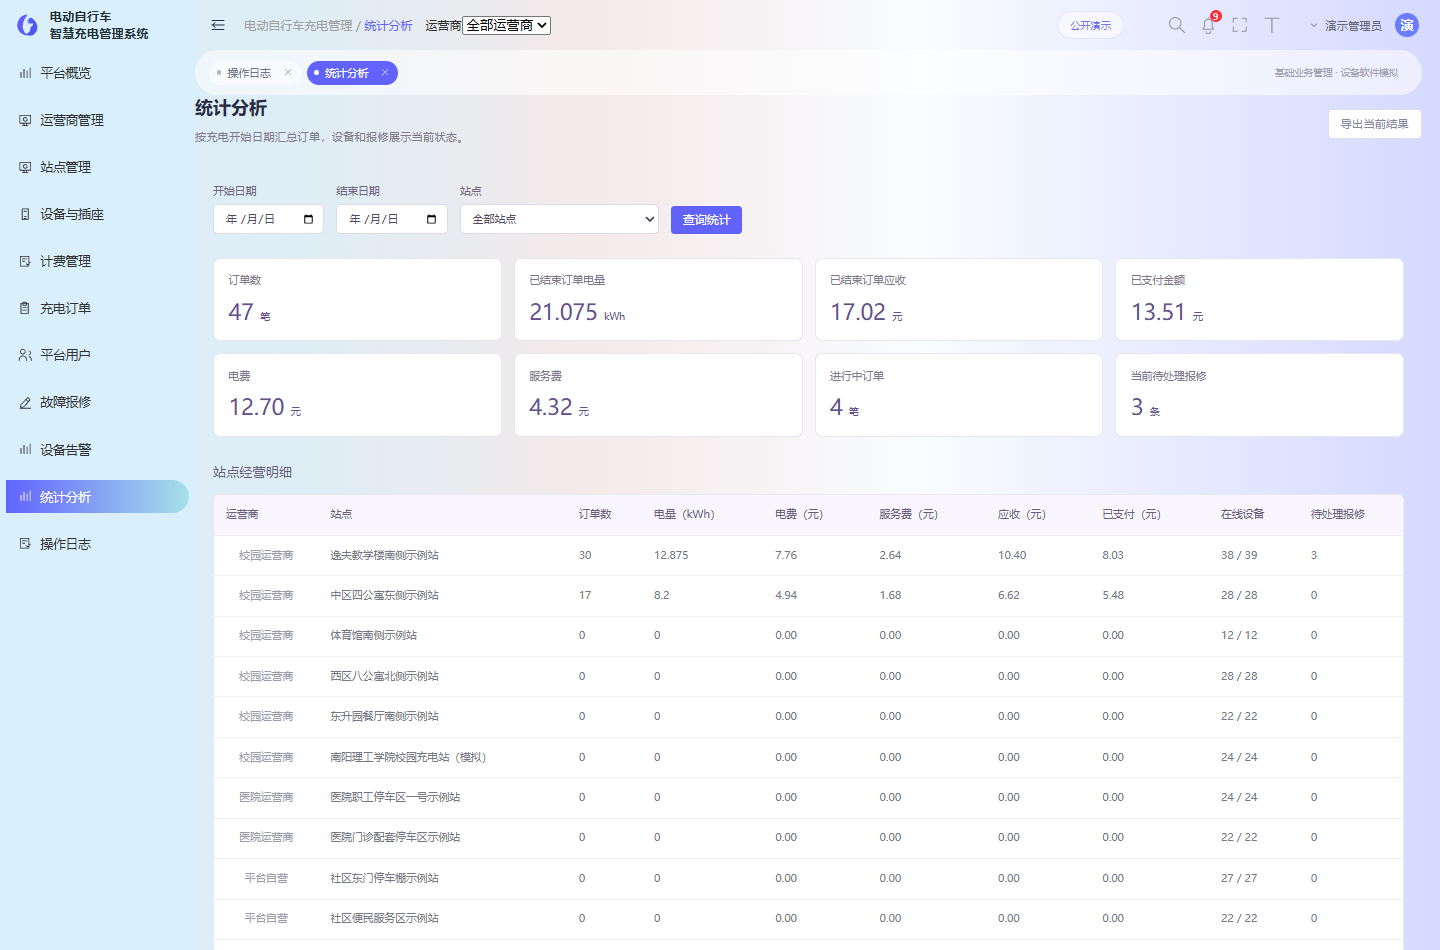 电动自行车
智慧充电管理系统
电动自行车充电管理 / 统计分析 运营商 全部运营商
公开演示 9 演示管理员 演
操作日志 × 统计分析 ×
基础业务管理 · 设备软件模拟
平台概览
运营商管理
站点管理
设备与插座
计费管理
充电订单
平台用户
故障报修
设备告警
统计分析
操作日志
统计分析
按充电开始日期汇总订单，设备和报修展示当前状态。
导出当前结果
开始日期 结束日期 站点
年 /月/日 年 /月/日 全部站点 查询统计
订单数 已结束订单电量 已结束订单应收 已支付金额
47 笔 21.075 kWh 17.02 元 13.51 元
电费 服务费 进行中订单 当前待处理报修
12.70 元 4.32 元 4 笔 3 条
站点经营明细
运营商 站点 订单数 电量（kWh） 电费（元） 服务费（元） 应收（元） 已支付（元） 在线设备 待处理报修
校园运营商 逸夫教学楼南侧示例站 30 12.875 7.76 2.64 10.40 8.03 38 / 39 3
校园运营商 中区四公寓东侧示例站 17 8.2 4.94 1.68 6.62 5.48 28 / 28 0
校园运营商 体育馆南侧示例站 0 0 0.00 0.00 0.00 0.00 12 / 12 0
校园运营商 西区八公寓北侧示例站 0 0 0.00 0.00 0.00 0.00 28 / 28 0
校园运营商 东升园餐厅南侧示例站 0 0 0.00 0.00 0.00 0.00 22 / 22 0
校园运营商 南阳理工学院校园充电站（模拟） 0 0 0.00 0.00 0.00 0.00 24 / 24 0
医院运营商 医院职工停车区一号示例站 0 0 0.00 0.00 0.00 0.00 24 / 24 0
医院运营商 医院门诊配套停车区示例站 0 0 0.00 0.00 0.00 0.00 22 / 22 0
平台自营 社区东门停车棚示例站 0 0 0.00 0.00 0.00 0.00 27 / 27 0
平台自营 社区便民服务区示例站 0 0 0.00 0.00 0.00 0.00 22 / 22 0